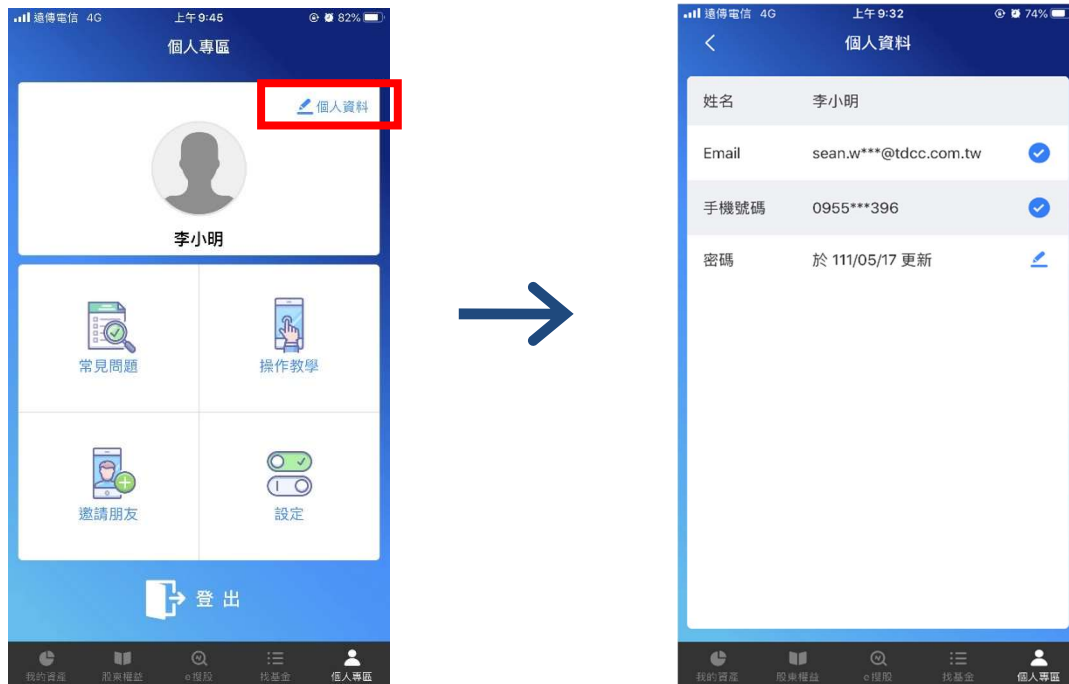 遠傳電信 4G 上午 9:45 82%
個人專區
個人資料
李小明
常見問題 操作教學
邀請朋友 設定
登出
我的資產 股東權益 e搜股 找基金 個人專區
遠傳電信 4G 上午 9:32 74%
個人資料
姓名 李小明
Email sean.w***@tdcc.com.tw
手機號碼 0955***396
密碼 於 111/05/17 更新
我的資產 股東權益 e搜股 找基金 個人專區